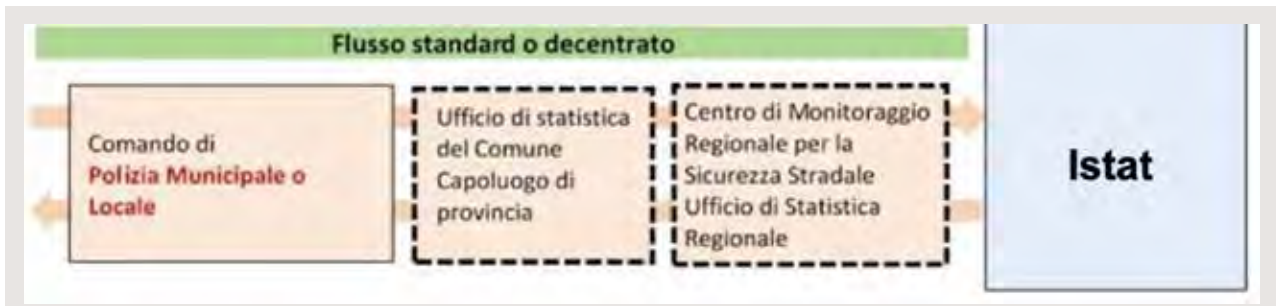 Flusso standard o decentrato
Comando di
Polizia Municipale o
Locale
Ufficio di statistica
del Comune
Capoluogo di
provincia
Centro di Monitoraggio
Regionale per la
Sicurezza Stradale
Ufficio di Statistica
Regionale
Istat